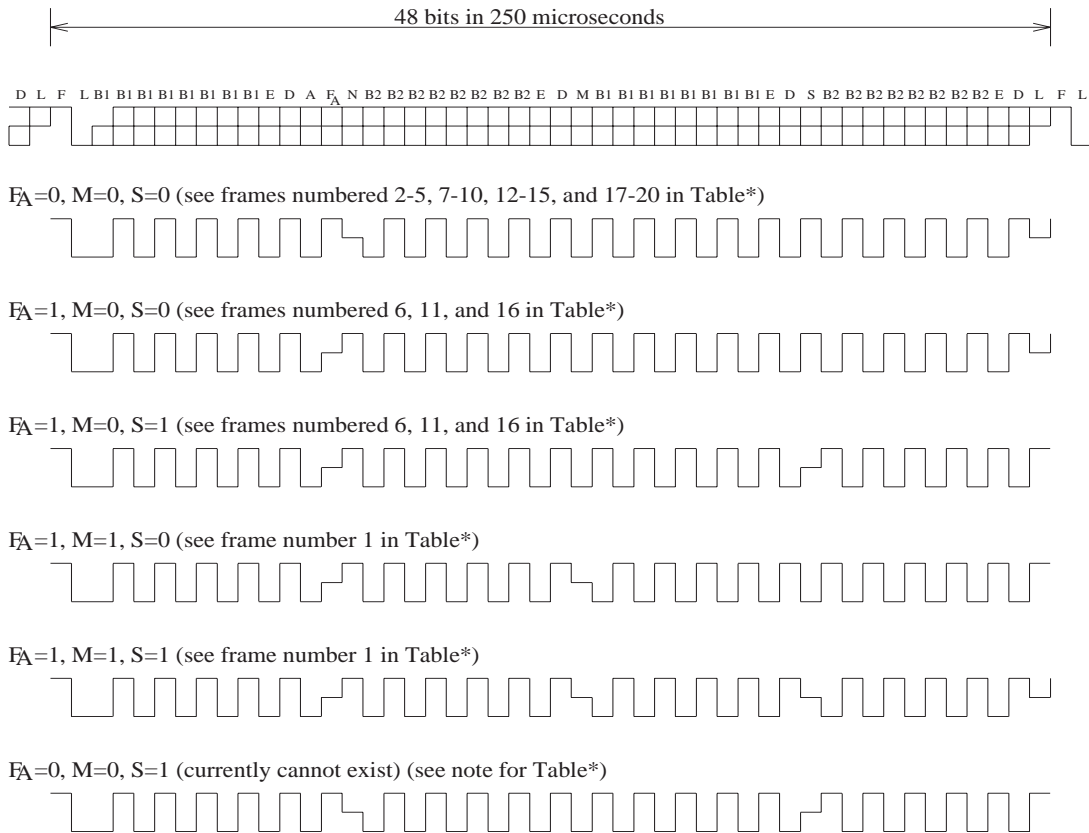 48 bits in 250 microseconds
D L F L B1 B1 B1 B1 B1 B1 B1 B1 E D A FA N B2 B2 B2 B2 B2 B2 B2 B2 E D M B1 B1 B1 B1 B1 B1 B1 B1 E D S B2 B2 B2 B2 B2 B2 B2 B2 E D L F L
FA=0, M=0, S=0 (see frames numbered 2-5, 7-10, 12-15, and 17-20 in Table*)
FA=1, M=0, S=0 (see frames numbered 6, 11, and 16 in Table*)
FA=1, M=0, S=1 (see frames numbered 6, 11, and 16 in Table*)
FA=1, M=1, S=0 (see frame number 1 in Table*)
FA=1, M=1, S=1 (see frame number 1 in Table*)
FA=0, M=0, S=1 (currently cannot exist) (see note for Table*)